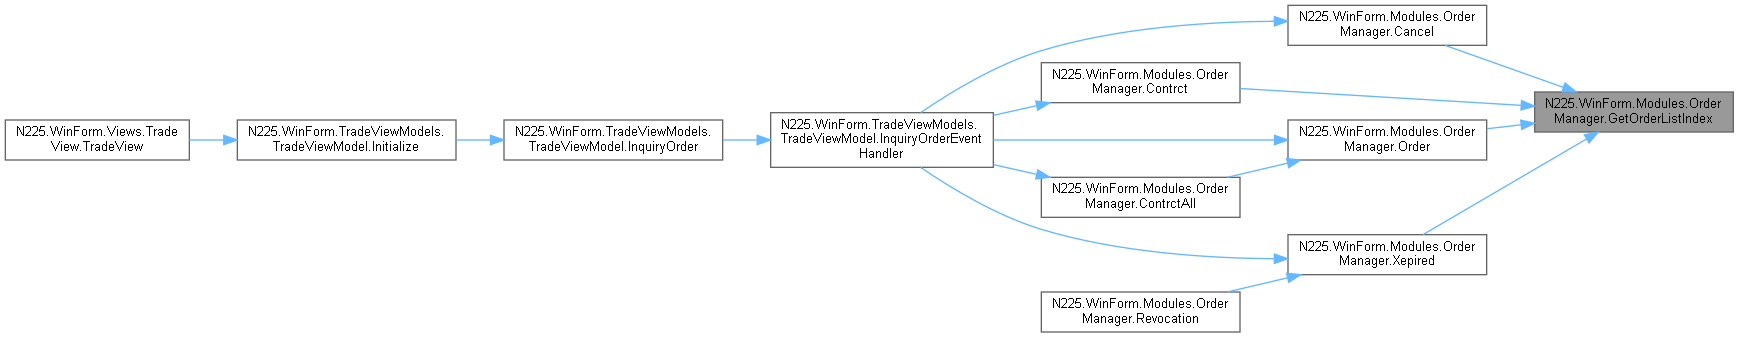 N225.WinForm.Views.Trade
View.TradeView
N225.WinForm.TradeViewModels.
TradeViewModel.Initialize
N225.WinForm.TradeViewModels.
TradeViewModel.InquiryOrder
N225.WinForm.TradeViewModels.
TradeViewModel.InquiryOrderEvent
Handler
N225.WinForm.Modules.Order
Manager.Cancel
N225.WinForm.Modules.Order
Manager.Contrct
N225.WinForm.Modules.Order
Manager.Order
N225.WinForm.Modules.Order
Manager.ContrctAll
N225.WinForm.Modules.Order
Manager.Xepired
N225.WinForm.Modules.Order
Manager.Revocation
N225.WinForm.Modules.Order
Manager.GetOrderListIndex